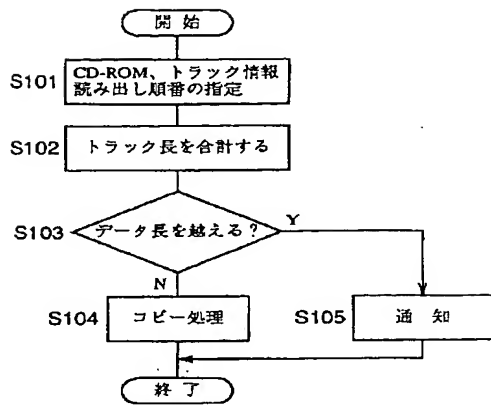 開 始
S101
CD-ROM、トラック情報
読み出し順番の指定
S102
トラック長を合計する
S103
データ長を越える?
Y
N
S104
コピー処理
S105
通 知
終 了